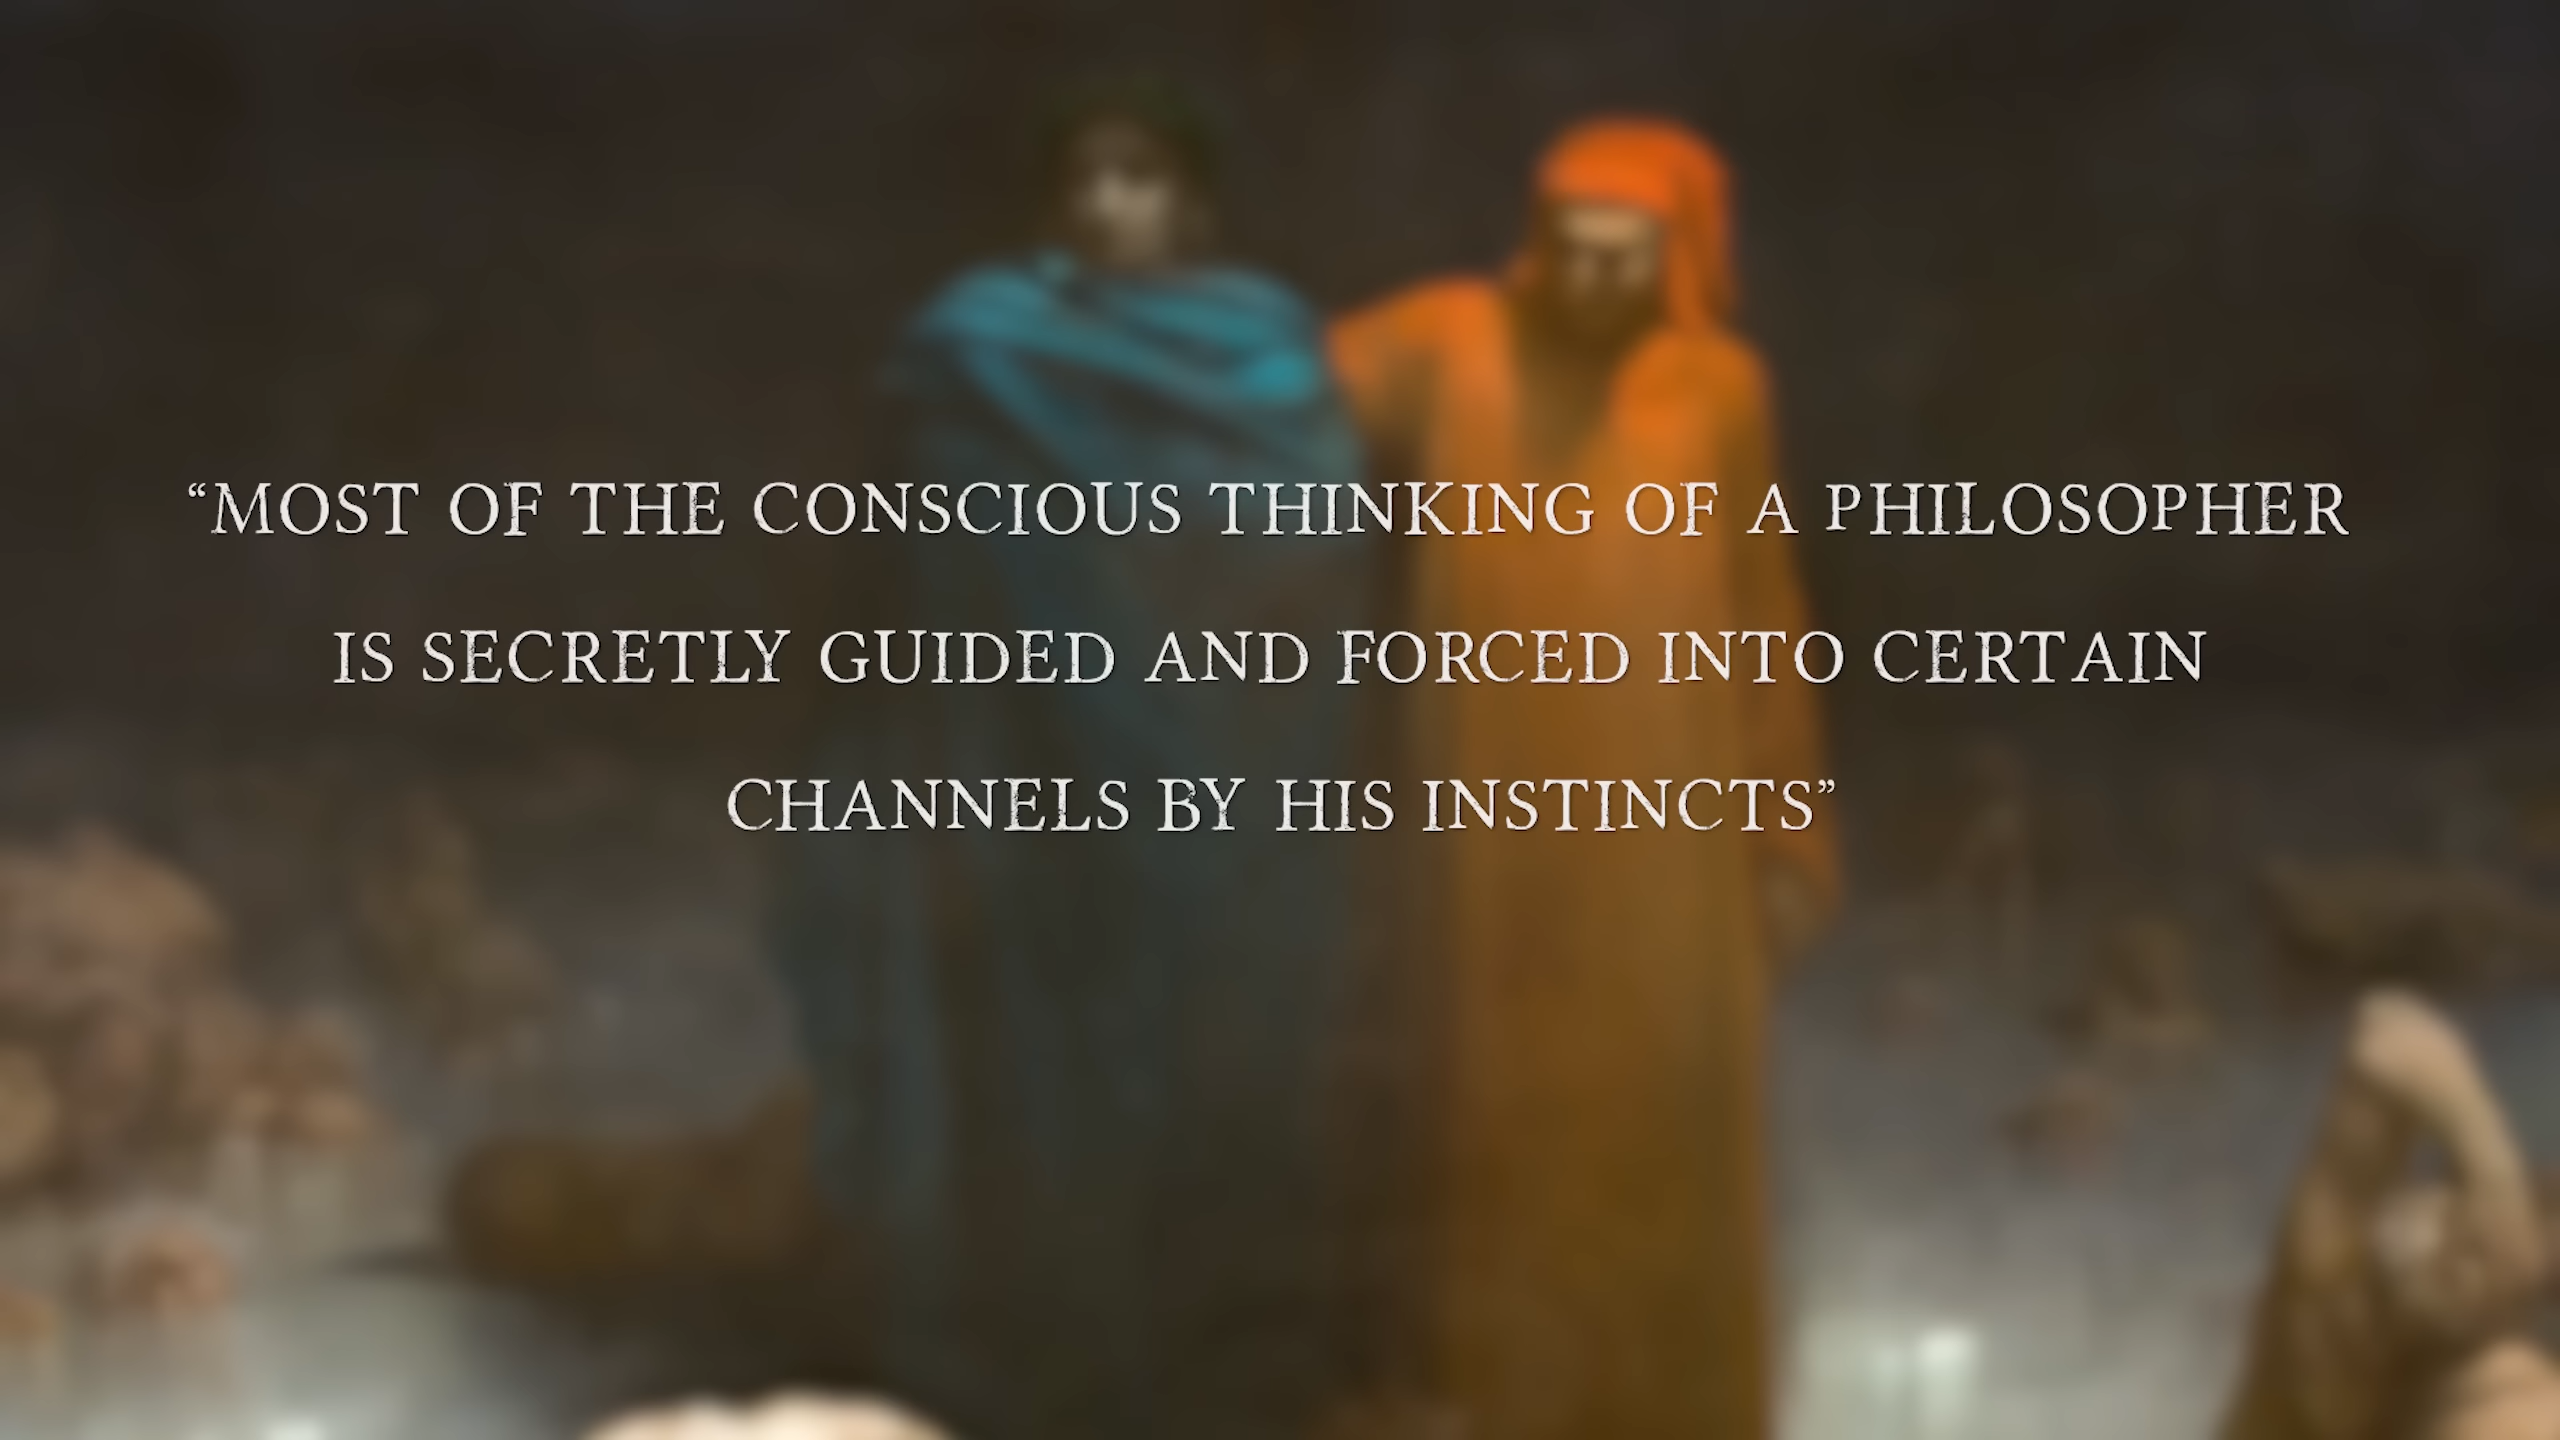 “MOST OF THE CONSCIOUS THINKING OF A PHILOSOPHER
IS SECRETLY GUIDED AND FORCED INTO CERTAIN
CHANNELS BY HIS INSTINCTS”